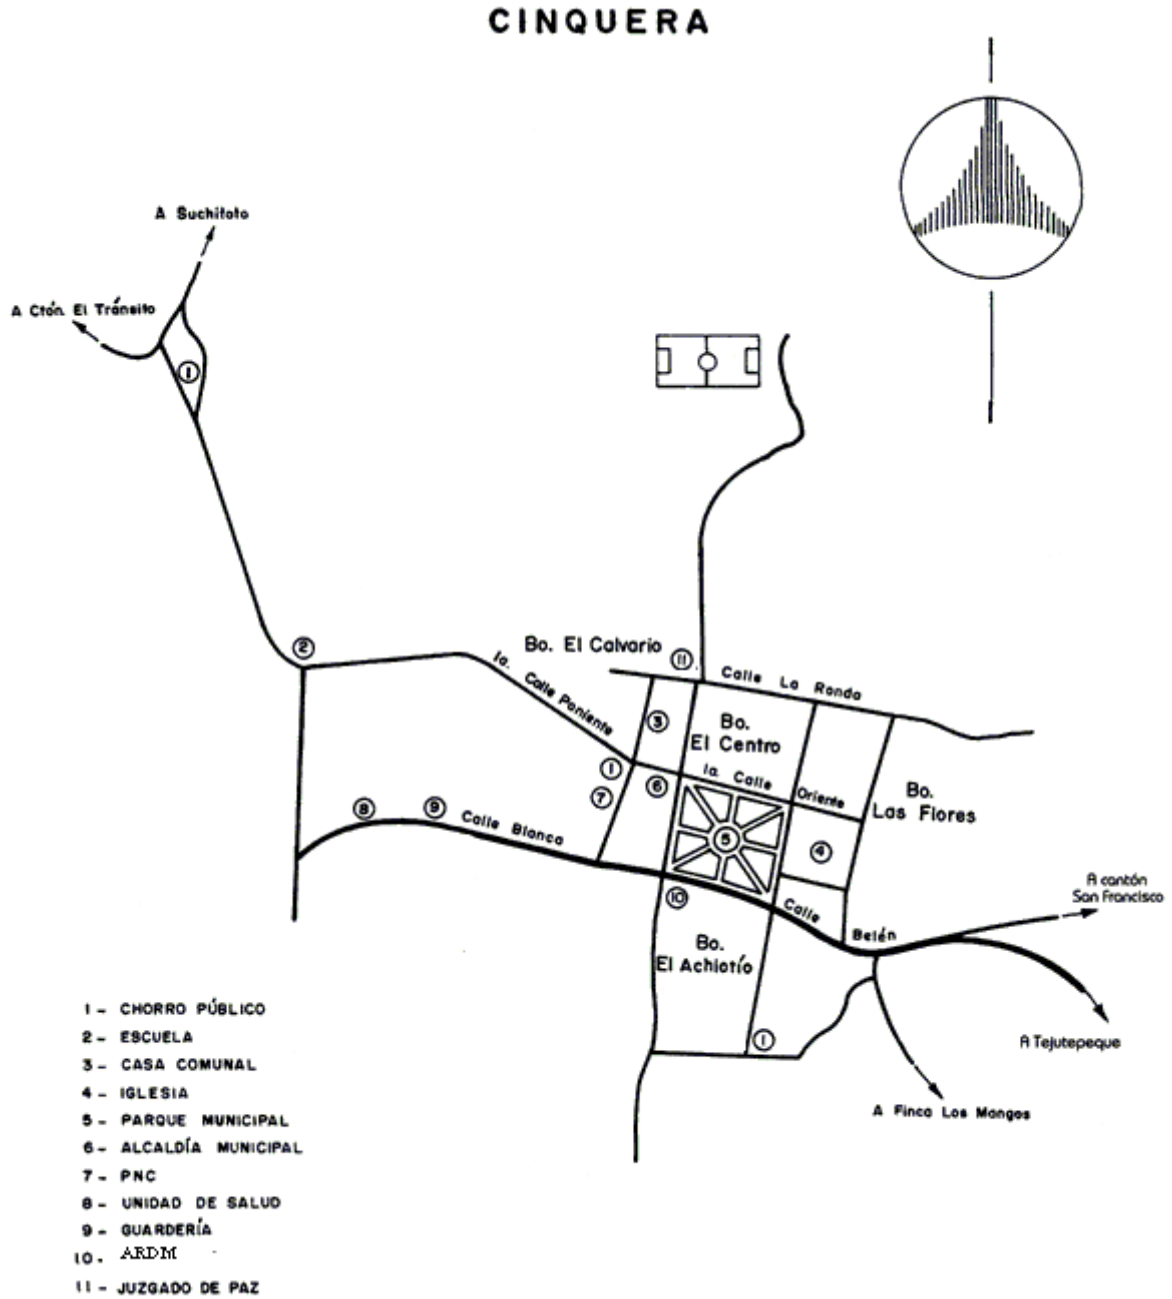 CINQUERA
A Suchitoto
A Ctón. El Tránsito
1
2
Bo. El Calvario
11
Calle La Ronda
1a. Calle Poniente
3
Bo.
El Centro
1
7
6
1a. Calle Oriente
Bo.
Las Flores
8
9
Calle Blanca
5
4
10
Calle Belén
A cantón
San Francisco
Bo.
El Achiotío
1
A Tejutepeque
A Finca Los Mangos
1 - CHORRO PÚBLICO
2 - ESCUELA
3 - CASA COMUNAL
4 - IGLESIA
5 - PARQUE MUNICIPAL
6 - ALCALDÍA MUNICIPAL
7 - PNC
8 - UNIDAD DE SALUD
9 - GUARDERÍA
10. ARDM
11 - JUZGADO DE PAZ